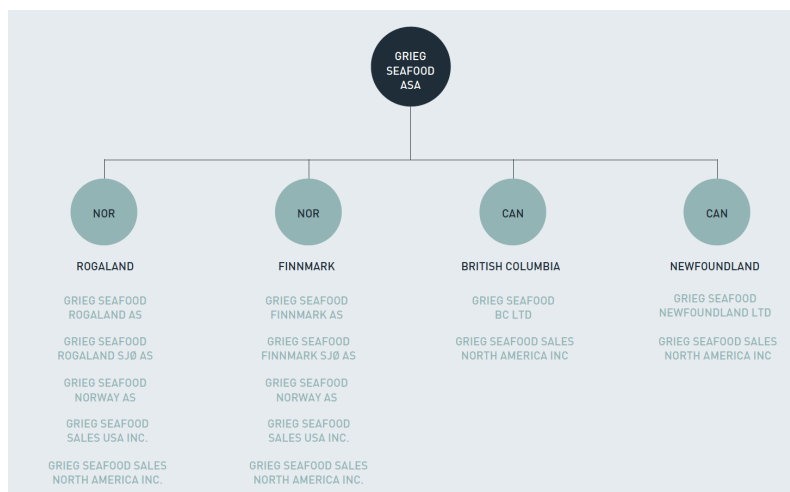 GRIEG
SEAFOOD
ASA
NOR
NOR
CAN
CAN
ROGALAND
FINNMARK
BRITISH COLUMBIA
NEWFOUNDLAND
GRIEG SEAFOOD
ROGALAND AS
GRIEG SEAFOOD
ROGALAND SJØ AS
GRIEG SEAFOOD
NORWAY AS
GRIEG SEAFOOD
SALES USA INC.
GRIEG SEAFOOD SALES
NORTH AMERICA INC.
GRIEG SEAFOOD
FINNMARK AS
GRIEG SEAFOOD
FINNMARK SJØ AS
GRIEG SEAFOOD
NORWAY AS
GRIEG SEAFOOD
SALES USA INC.
GRIEG SEAFOOD SALES
NORTH AMERICA INC.
GRIEG SEAFOOD
BC LTD
GRIEG SEAFOOD SALES
NORTH AMERICA INC
GRIEG SEAFOOD
NEWFOUNDLAND LTD
GRIEG SEAFOOD SALES
NORTH AMERICA INC